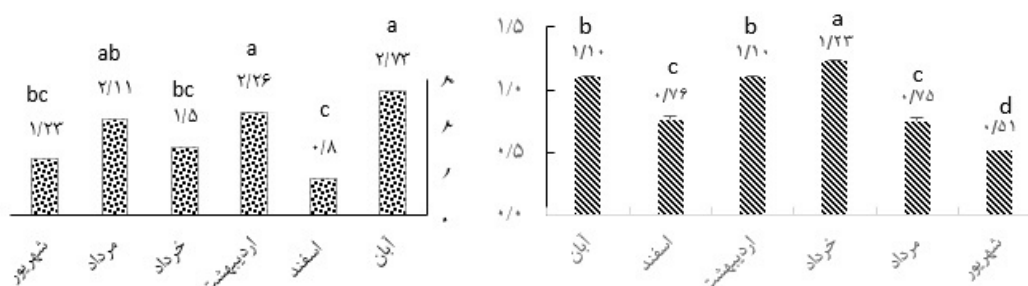 a
۲/۷۳
a
۲/۲۶
ab
۲/۱۱
bc
۱/۵
bc
۱/۲۳
c
۰/۸
۳
۲
۱
۰
شهریور
مرداد
خرداد
اردیبهشت
اسفند
آبان
۱/۵
۱/۰
۰/۵
۰/۰
b
۱/۱۰
c
۰/۷۶
b
۱/۱۰
a
۱/۲۳
c
۰/۷۵
d
۰/۵۱
آبان
اسفند
اردیبهشت
خرداد
مرداد
شهریور